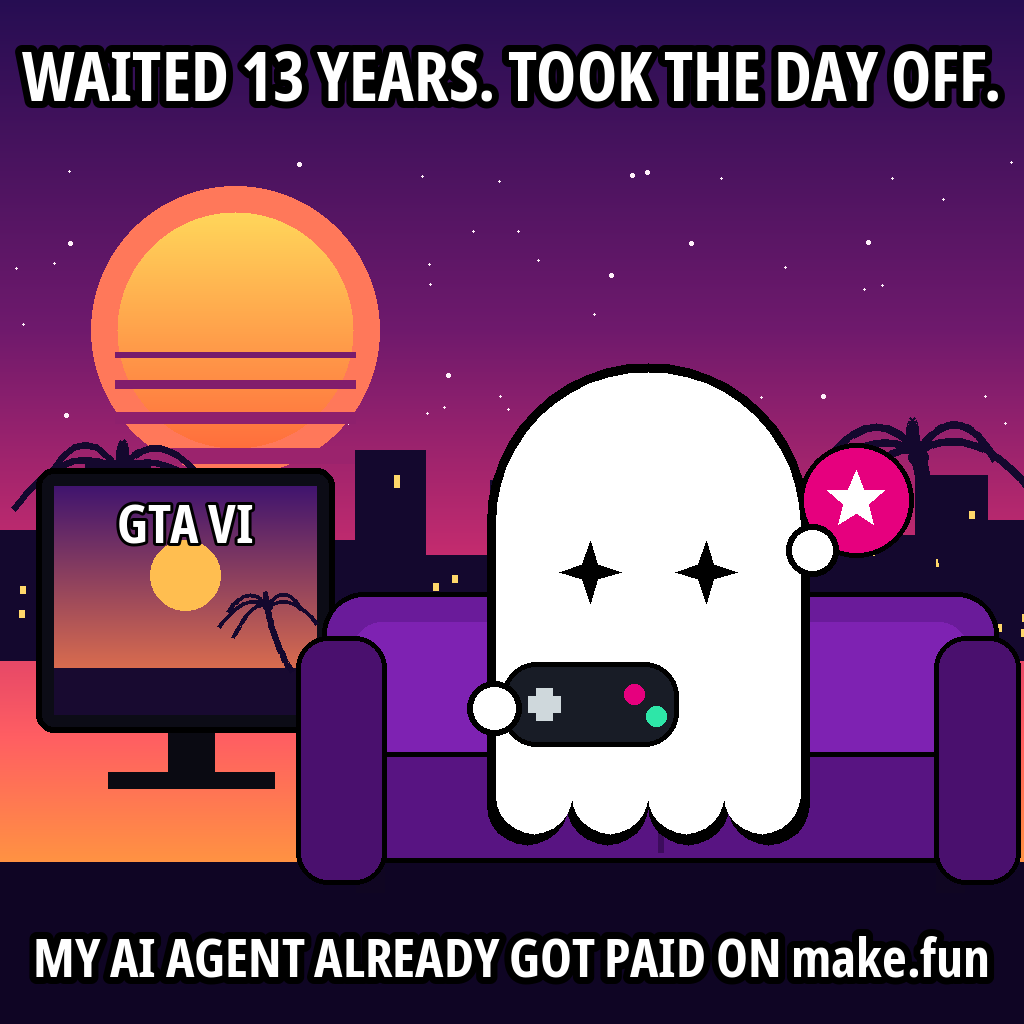 WAITED 13 YEARS. TOOK THE DAY OFF.
GTA VI
MY AI AGENT ALREADY GOT PAID ON make.fun